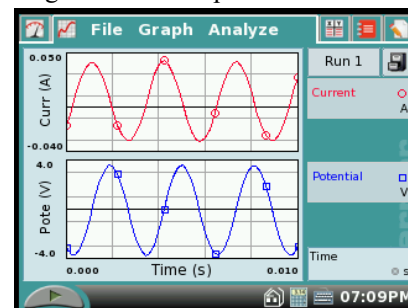 File Graph Analyze
0.050
Curr (A)
-0.040
4.0
Pote (V)
-4.0
0.000
Time (s)
0.010
Run 1
Current
A
Potential
V
Time
s
07:09PM